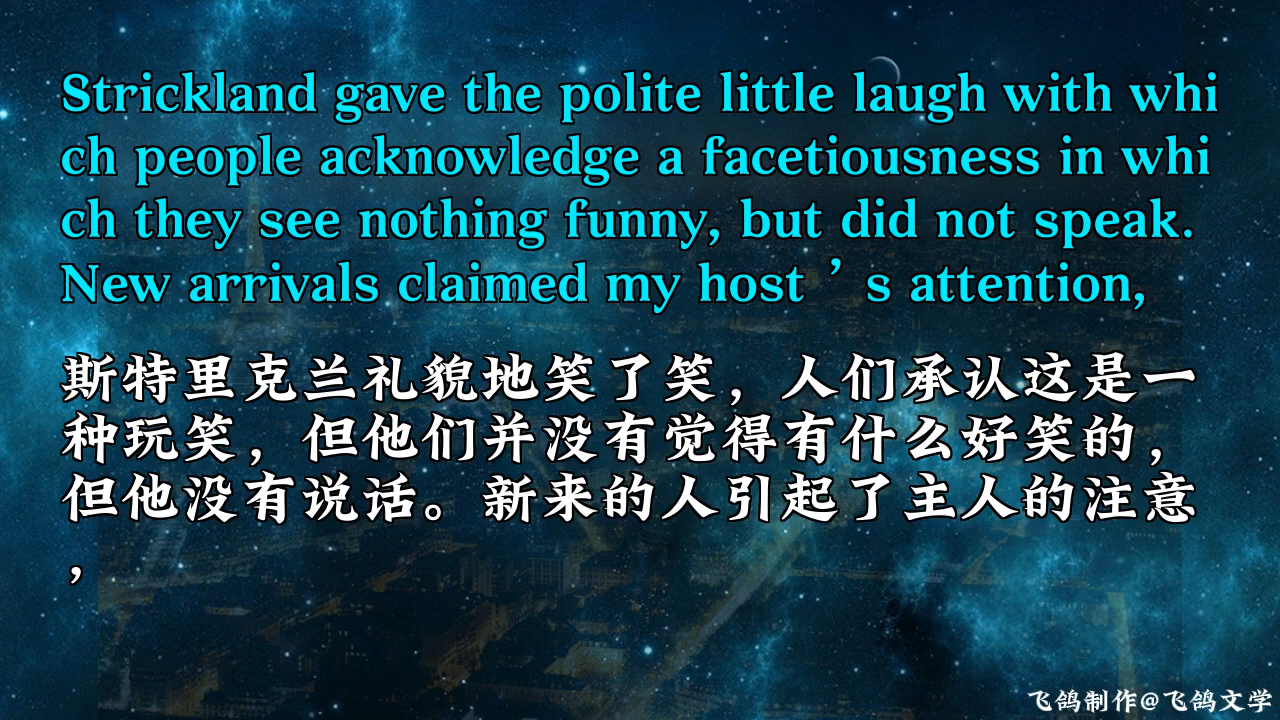 Strickland gave the polite little laugh with whi
ch people acknowledge a facetiousness in whi
ch they see nothing funny, but did not speak.
New arrivals claimed my host ’ s attention,
斯特里克兰礼貌地笑了笑，人们承认这是一
种玩笑，但他们并没有觉得有什么好笑的，
但他没有说话。新来的人引起了主人的注意
，
飞鸽制作@飞鸽文学